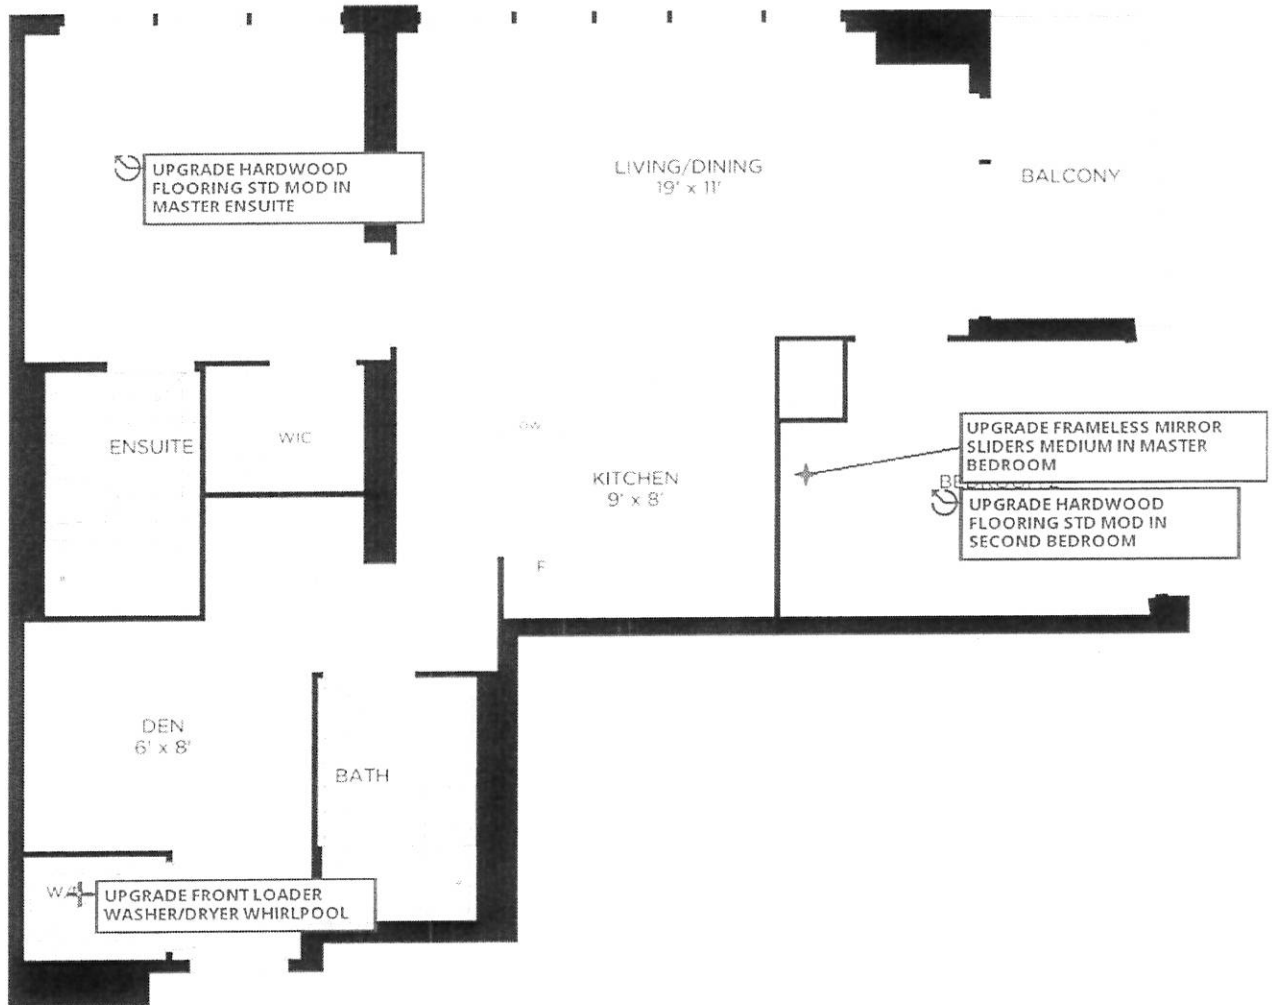 UPGRADE HARDWOOD
FLOORING STD MOD IN
MASTER ENSUITE
LIVING/DINING
19' x 11'
BALCONY
ENSUITE
WIC
DW
KITCHEN
9' x 8'
F
UPGRADE FRAMELESS MIRROR
SLIDERS MEDIUM IN MASTER
BEDROOM
UPGRADE HARDWOOD
FLOORING STD MOD IN
SECOND BEDROOM
DEN
6' x 8'
BATH
UPGRADE FRONT LOADER
WASHER/DRYER WHIRLPOOL